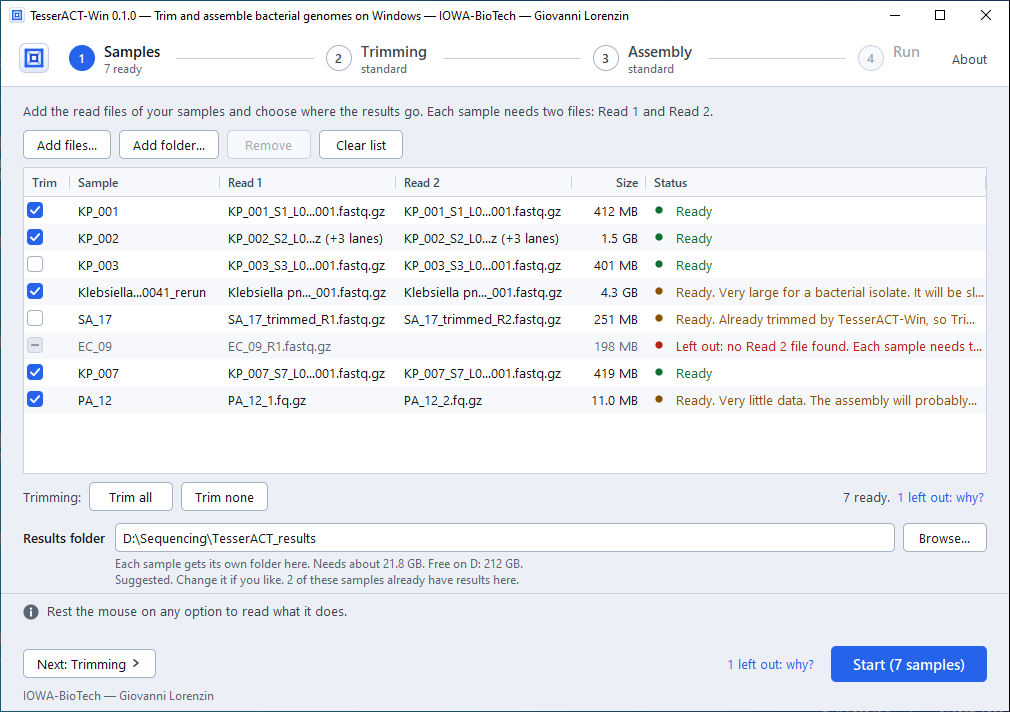 TesserACT-Win 0.1.0 — Trim and assemble bacterial genomes on Windows — IOWA-BioTech — Giovanni Lorenzin
1 Samples 2 Trimming 3 Assembly 4 Run About
7 ready standard standard
Add the read files of your samples and choose where the results go. Each sample needs two files: Read 1 and Read 2.
Add files... Add folder... Remove Clear list
Trim Sample Read 1 Read 2 Size Status
KP_001 KP_001_S1_L0...001.fastq.gz KP_001_S1_L0...001.fastq.gz 412 MB Ready
KP_002 KP_002_S2_L0...z (+3 lanes) KP_002_S2_L0...z (+3 lanes) 1.5 GB Ready
KP_003 KP_003_S3_L0...001.fastq.gz KP_003_S3_L0...001.fastq.gz 401 MB Ready
Klebsiella...0041_rerun Klebsiella pn..._001.fastq.gz Klebsiella pn..._001.fastq.gz 4.3 GB Ready. Very large for a bacterial isolate. It will be sl...
SA_17 SA_17_trimmed_R1.fastq.gz SA_17_trimmed_R2.fastq.gz 251 MB Ready. Already trimmed by TesserACT-Win, so Tri...
EC_09 EC_09_R1.fastq.gz 198 MB Left out: no Read 2 file found. Each sample needs t...
KP_007 KP_007_S7_L0...001.fastq.gz KP_007_S7_L0...001.fastq.gz 419 MB Ready
PA_12 PA_12_1.fq.gz PA_12_2.fq.gz 11.0 MB Ready. Very little data. The assembly will probably...
Trimming: Trim all Trim none 7 ready. 1 left out: why?
Results folder D:\Sequencing\TesserACT_results Browse...
Each sample gets its own folder here. Needs about 21.8 GB. Free on D: 212 GB.
Suggested. Change it if you like. 2 of these samples already have results here.
Rest the mouse on any option to read what it does.
Next: Trimming 1 left out: why? Start (7 samples)
IOWA-BioTech — Giovanni Lorenzin